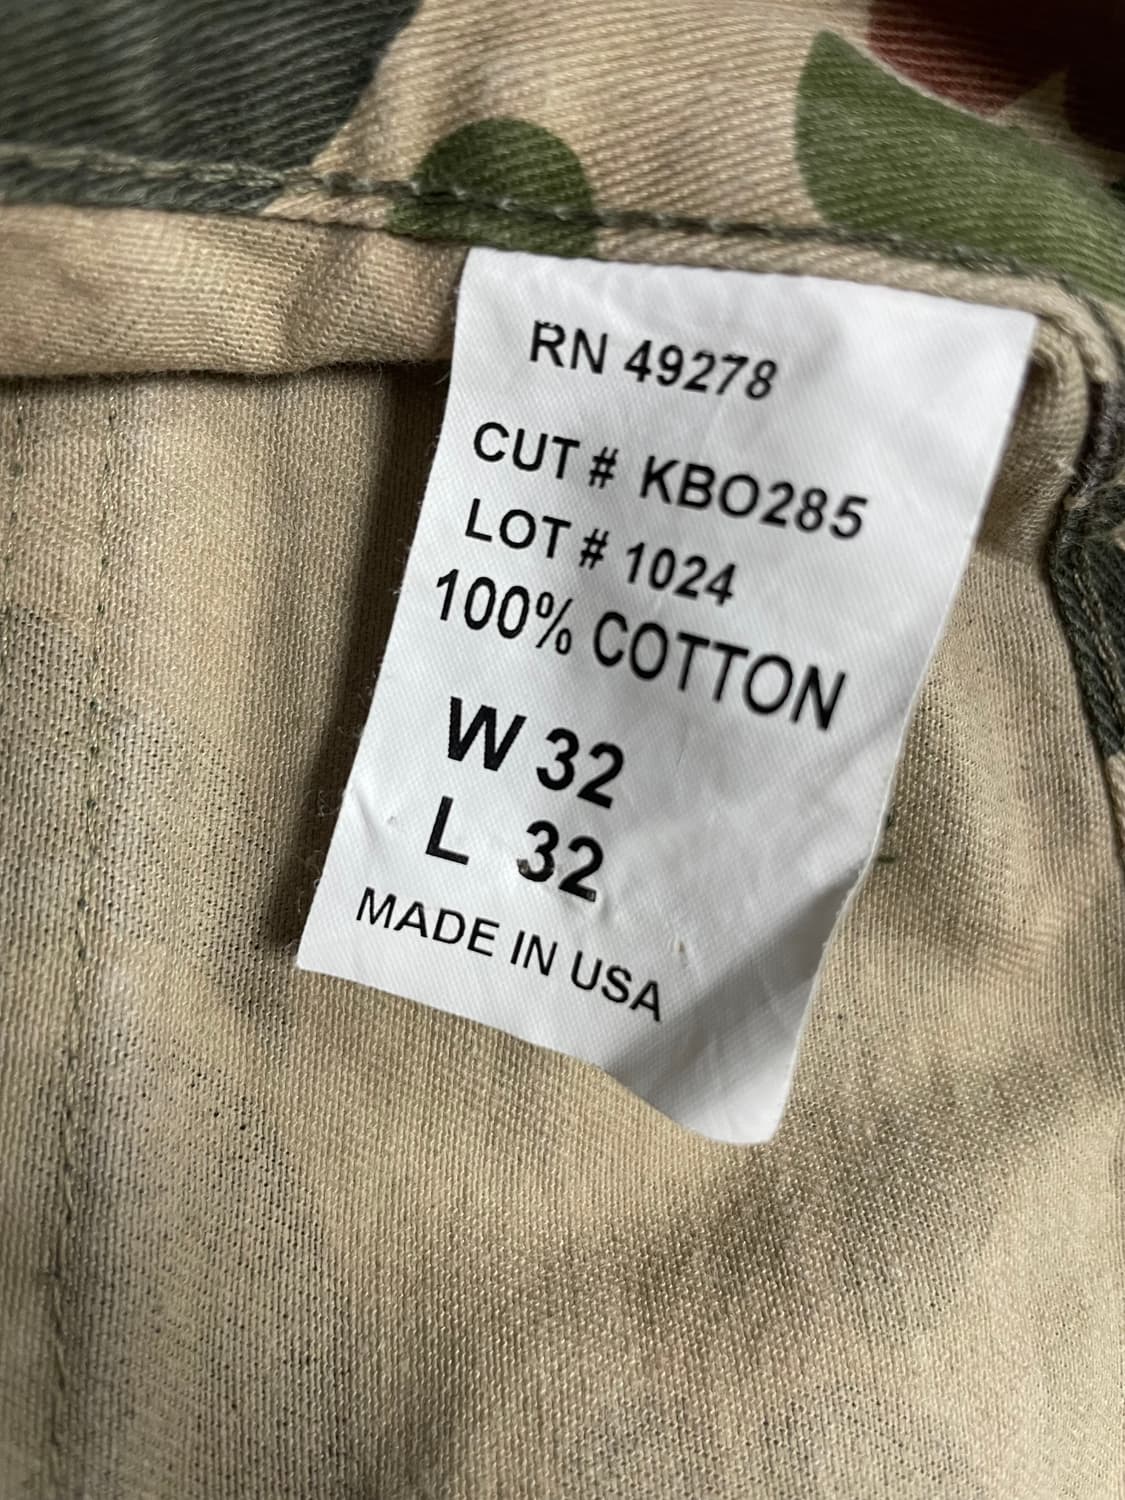 RN 49278
CUT # KBO285
LOT # 1024
100% COTTON
W 32
L 32
MADE IN USA